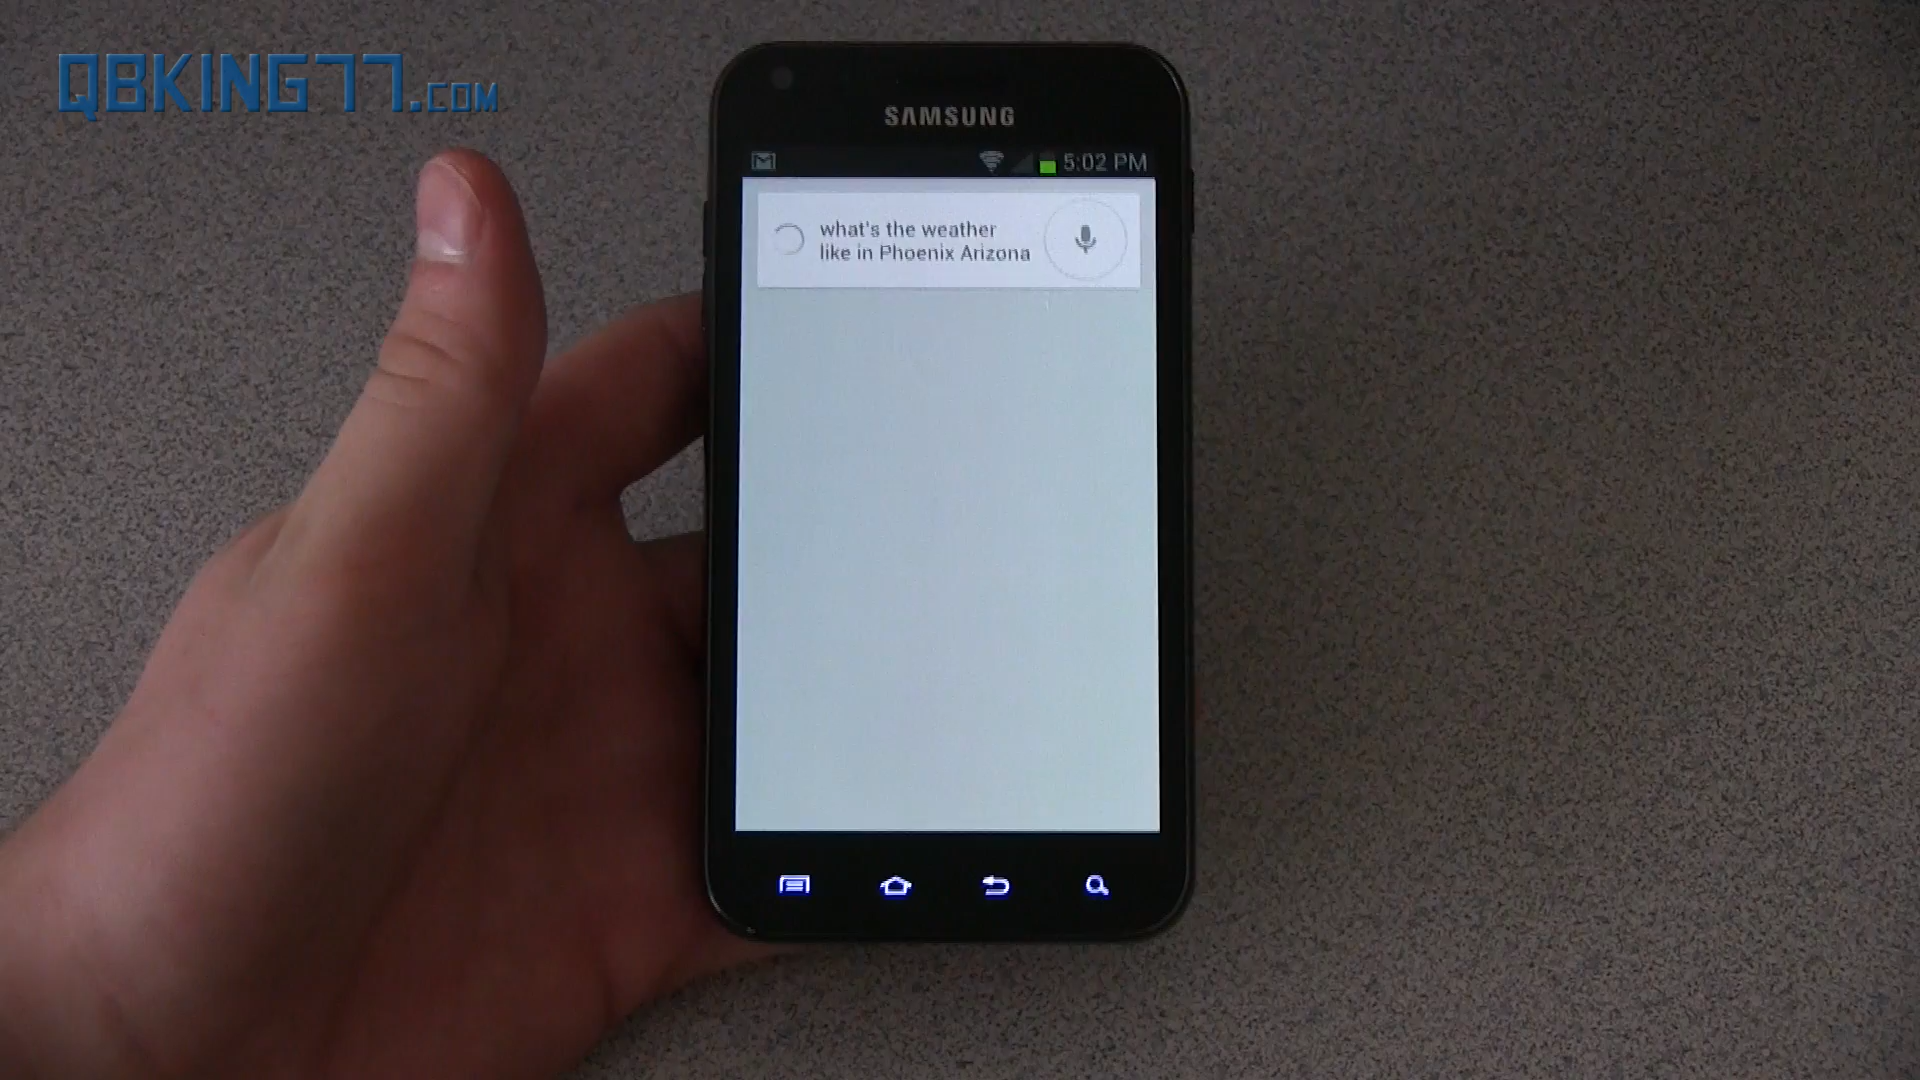 QBKING77.COM
SAMSUNG
5:02 PM
what's the weather
like in Phoenix Arizona